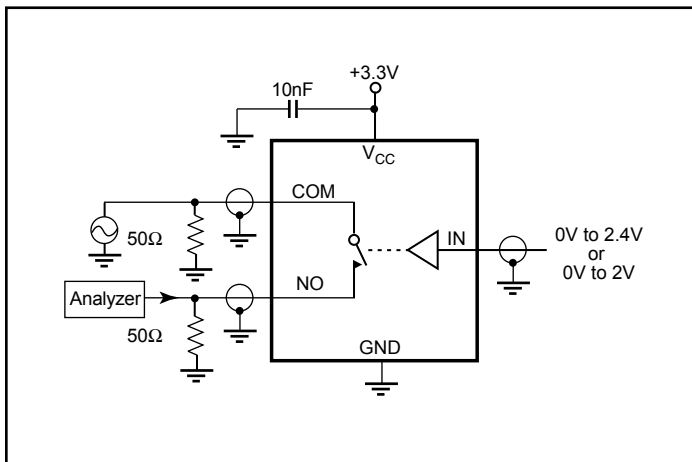 +3.3V
10nF
V_CC
COM
IN
50Ω
0V to 2.4V
or
0V to 2V
Analyzer
NO
50Ω
GND